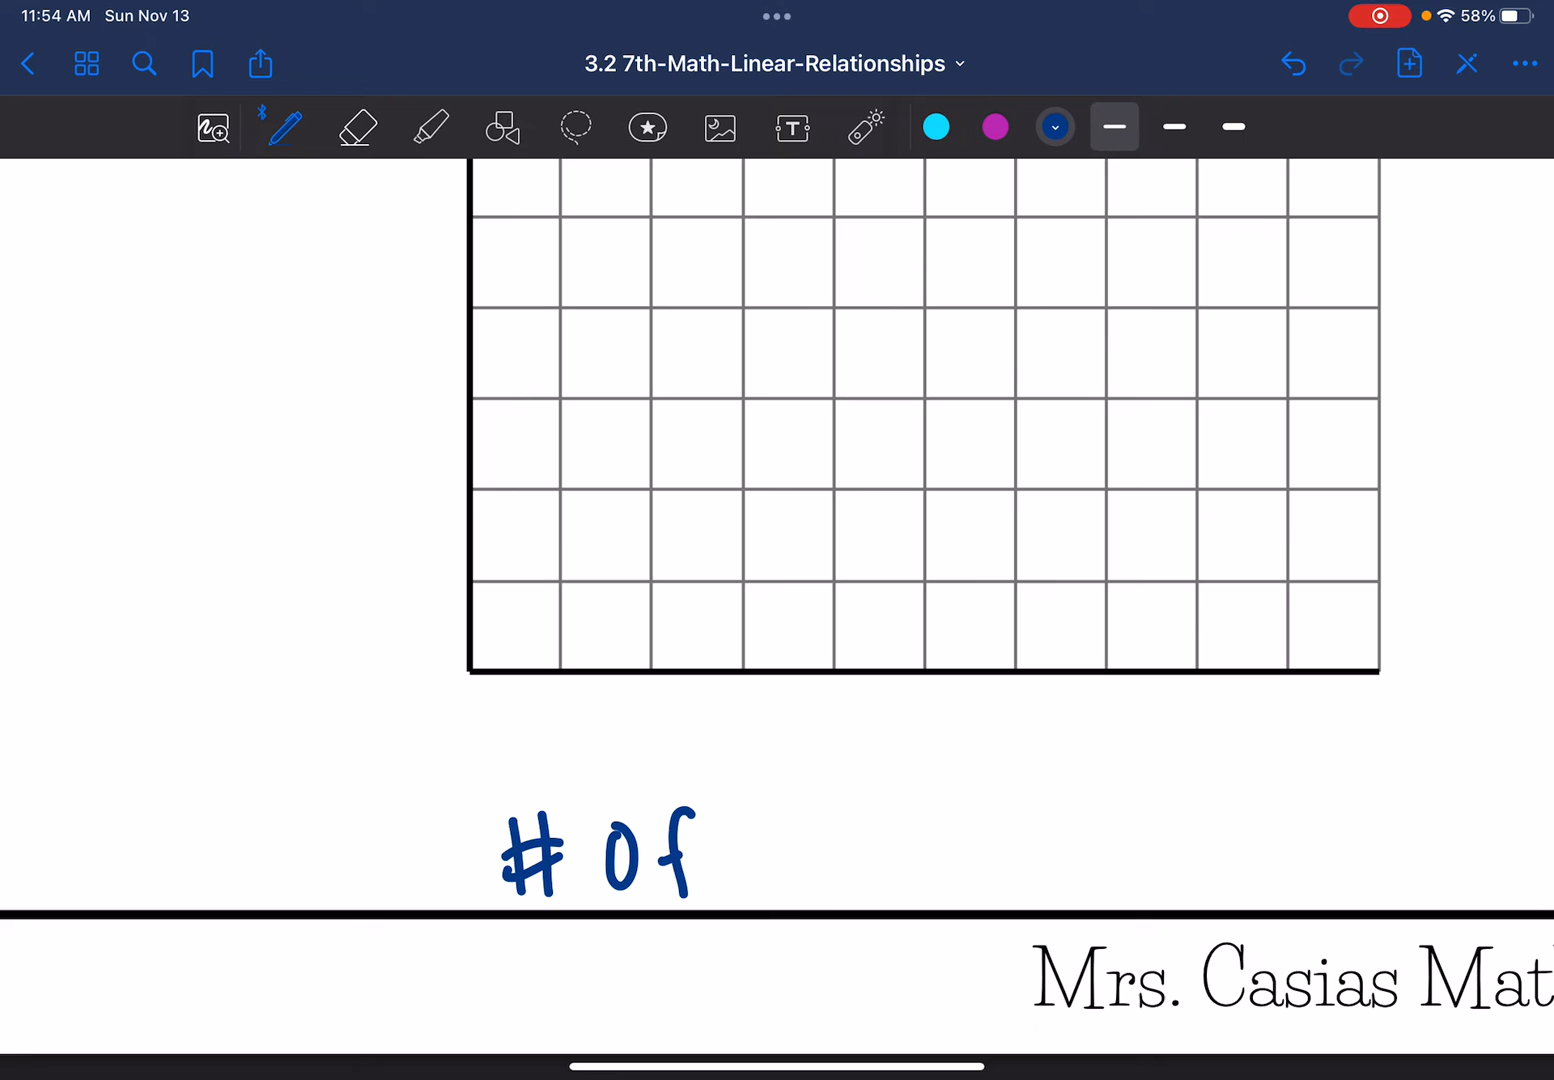 11:54 AM Sun Nov 13
58%
3.2 7th-Math-Linear-Relationships
T
# of
Mrs. Casias Mat